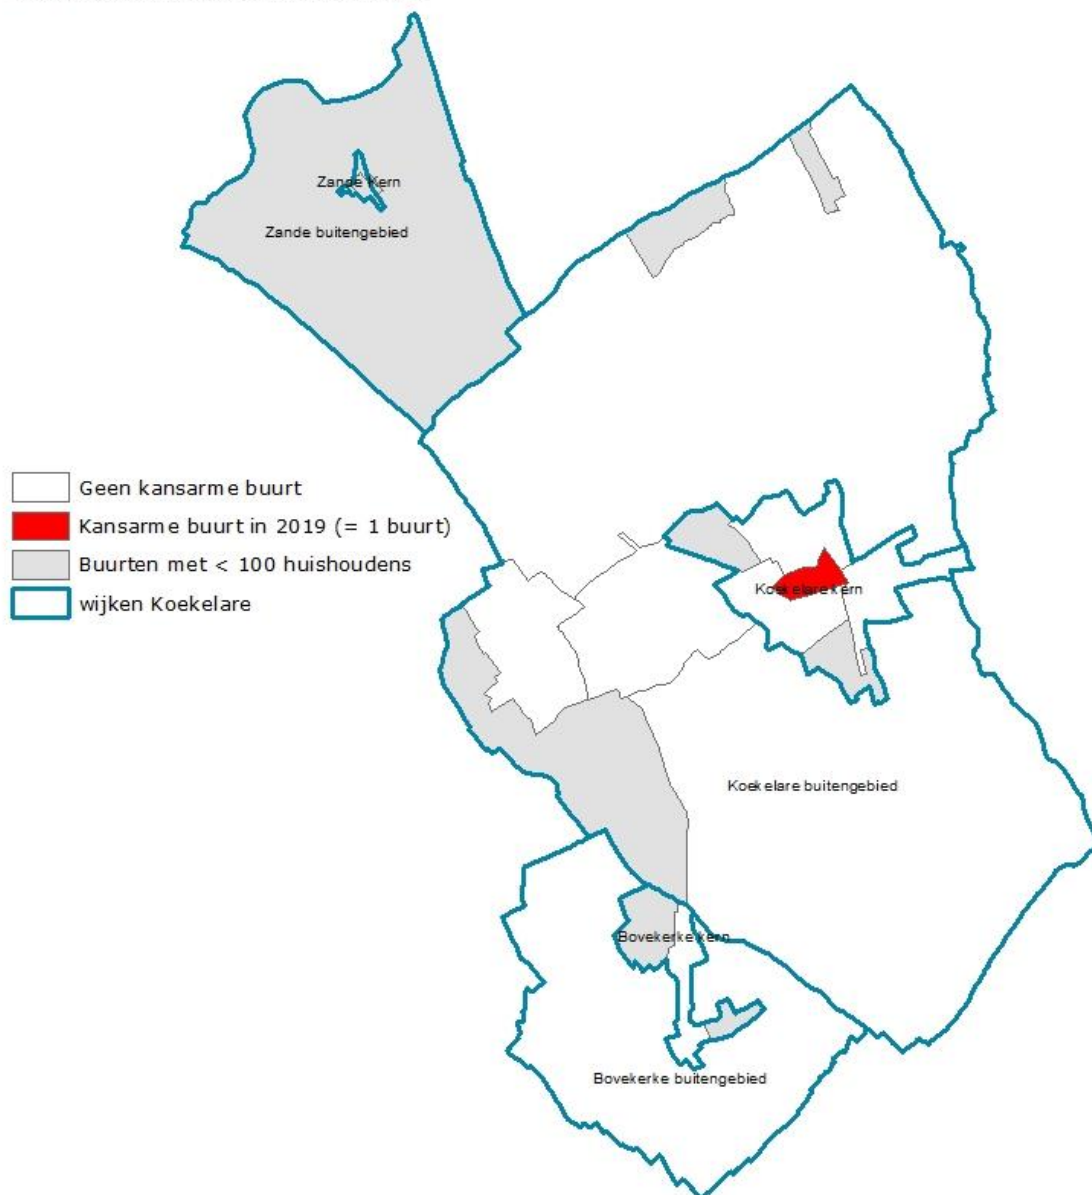 Zande Kern
Zande buitengebied
Geen kansarme buurt
Kansarme buurt in 2019 (= 1 buurt)
Buurten met < 100 huishoudens
wijken Koekelare
Koekelare kern
Koekelare buitengebied
Bovekerke kern
Bovekerke buitengebied